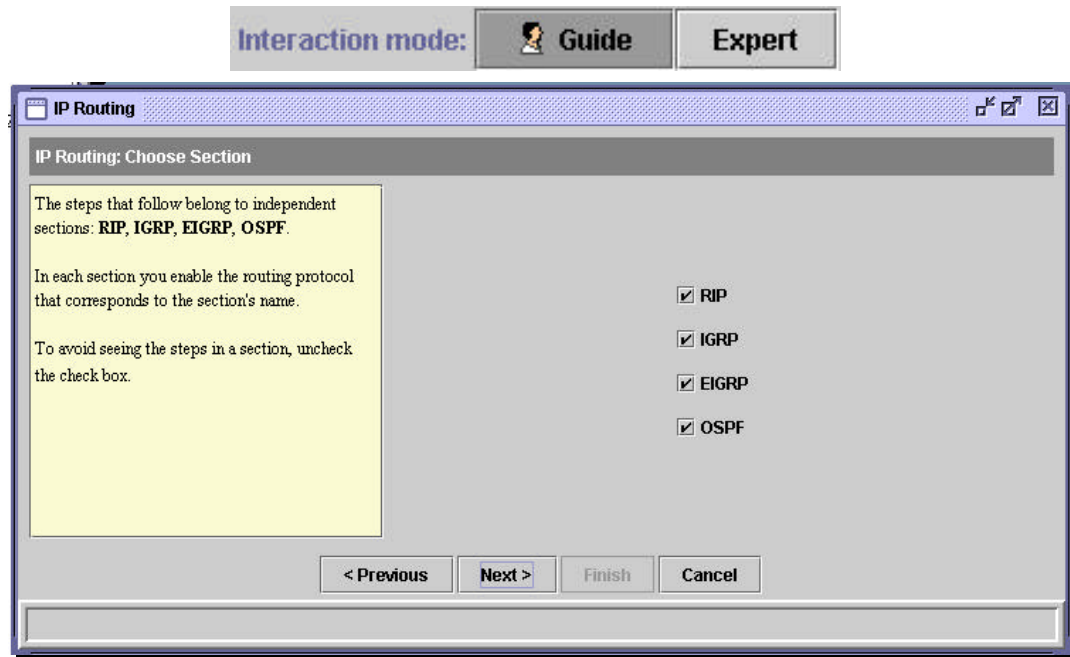 Interaction mode: Guide Expert
IP Routing
IP Routing: Choose Section
The steps that follow belong to independent
sections: RIP, IGRP, EIGRP, OSPF.
In each section you enable the routing protocol
that corresponds to the section's name.
To avoid seeing the steps in a section, uncheck
the check box.
RIP
IGRP
EIGRP
OSPF
< Previous Next > Finish Cancel